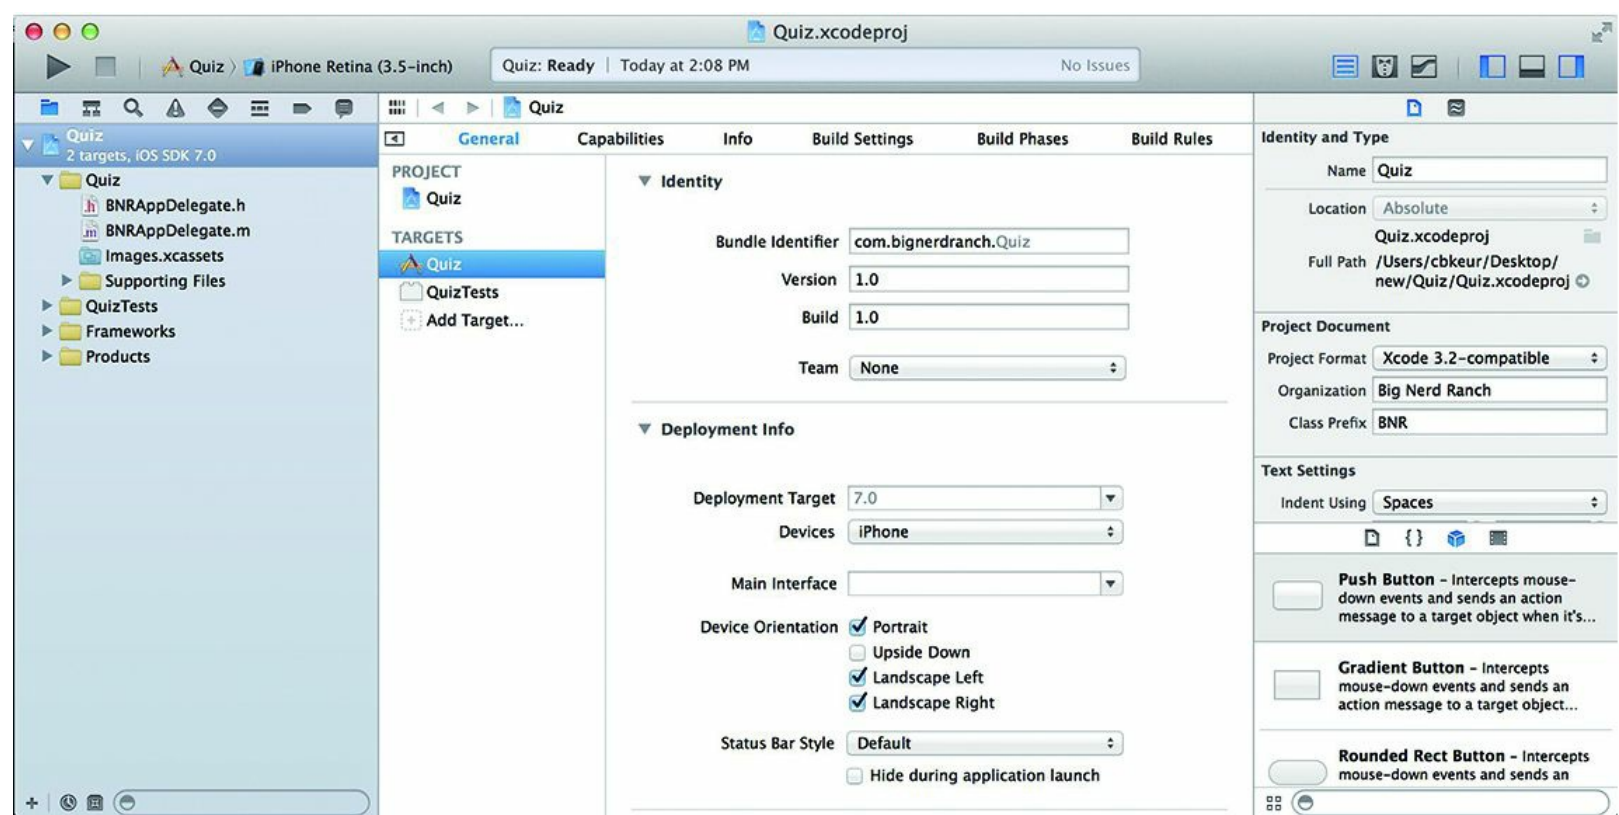 Quiz.xcodeproj
Quiz
iPhone Retina (3.5-inch)
Quiz: Ready | Today at 2:08 PM
No Issues
Quiz
2 targets, iOS SDK 7.0
Quiz
BNRAppDelegate.h
BNRAppDelegate.m
Images.xcassets
Supporting Files
QuizTests
Frameworks
Products
Quiz
General Capabilities Info Build Settings Build Phases Build Rules
PROJECT
Quiz
TARGETS
Quiz
QuizTests
Add Target...
Identity
Bundle Identifier com.bignerdranch.Quiz
Version 1.0
Build 1.0
Team None
Deployment Info
Deployment Target 7.0
Devices iPhone
Main Interface
Device Orientation Portrait
Upside Down
Landscape Left
Landscape Right
Status Bar Style Default
Hide during application launch
Identity and Type
Name Quiz
Location Absolute
Quiz.xcodeproj
Full Path /Users/cbkeur/Desktop/
new/Quiz/Quiz.xcodeproj
Project Document
Project Format Xcode 3.2-compatible
Organization Big Nerd Ranch
Class Prefix BNR
Text Settings
Indent Using Spaces
{ }
Push Button - Intercepts mouse-
down events and sends an action
message to a target object when it's...
Gradient Button - Intercepts
mouse-down events and sends an
action message to a target object...
Rounded Rect Button - Intercepts
mouse-down events and sends an